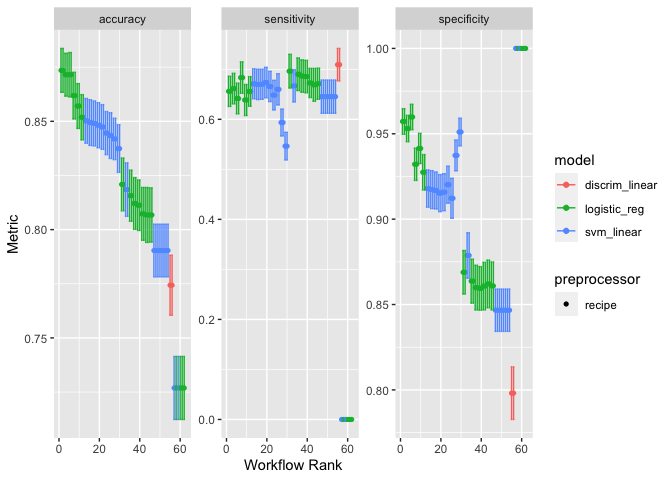 accuracy
sensitivity
specificity
Metric
0.85
0.80
0.75
0.6
0.4
0.2
0.0
1.00
0.95
0.90
0.85
0.80
0 20 40 60
0 20 40 60
0 20 40 60
Workflow Rank
model
discrim_linear
logistic_reg
svm_linear
preprocessor
recipe